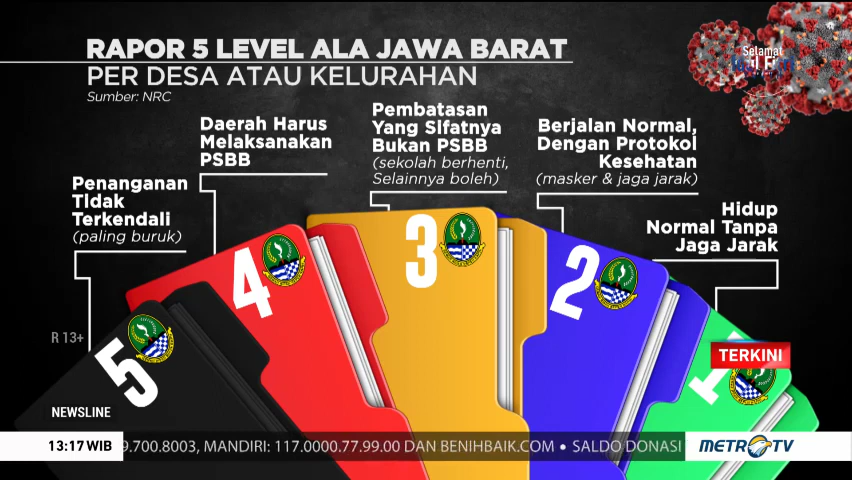 RAPOR 5 LEVEL ALA JAWA BARAT
PER DESA ATAU KELURAHAN
Sumber: NRC
Selamat
Penanganan
Tidak
Terkendali
(paling buruk)
Daerah Harus
Melaksanakan
PSBB
Pembatasan
Yang Sifatnya
Bukan PSBB
(sekolah berhenti,
Selainnya boleh)
Berjalan Normal,
Dengan Protokol
Kesehatan
(masker & jaga jarak)
Hidup
Normal Tanpa
Jaga Jarak
5
4
3
2
1
R 13+
TERKINI
NEWSLINE
13:17 WIB
9.700.8003, MANDIRI: 117.0000.77.99.00 DAN BENIHBAIK.COM • SALDO DONASI
METRO TV